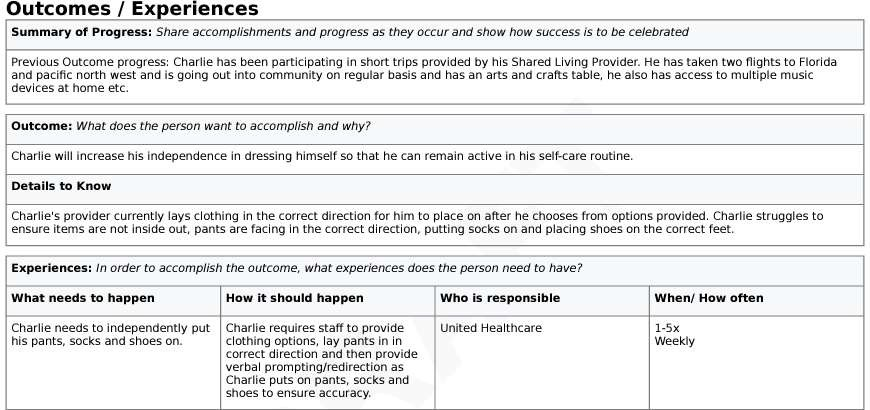 Outcomes / Experiences
Summary of Progress: Share accomplishments and progress as they occur and show how success is to be celebrated
Previous Outcome progress: Charlie has been participating in short trips provided by his Shared Living Provider. He has taken two flights to Florida
and pacific north west and is going out into community on regular basis and has an arts and crafts table, he also has access to multiple music
devices at home etc.
Outcome: What does the person want to accomplish and why?
Charlie will increase his independence in dressing himself so that he can remain active in his self-care routine.
Details to Know
Charlie's provider currently lays clothing in the correct direction for him to place on after he chooses from options provided. Charlie struggles to
ensure items are not inside out, pants are facing in the correct direction, putting socks on and placing shoes on the correct feet.
Experiences: In order to accomplish the outcome, what experiences does the person need to have?
What needs to happen
How it should happen
Who is responsible
When/ How often
Charlie needs to independently put
his pants, socks and shoes on.
Charlie requires staff to provide
clothing options, lay pants in in
correct direction and then provide
verbal prompting/redirection as
Charlie puts on pants, socks and
shoes to ensure accuracy.
United Healthcare
1-5x
Weekly